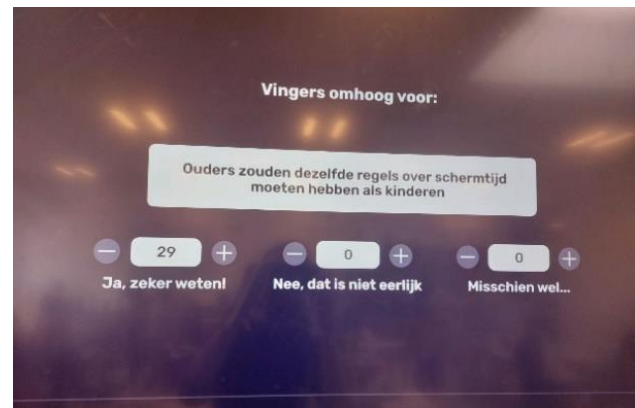 Vingers omhoog voor:
Ouders zouden dezelfde regels over schermtijd
moeten hebben als kinderen
29 0 0
Ja, zeker weten! Nee, dat is niet eerlijk Misschien wel...